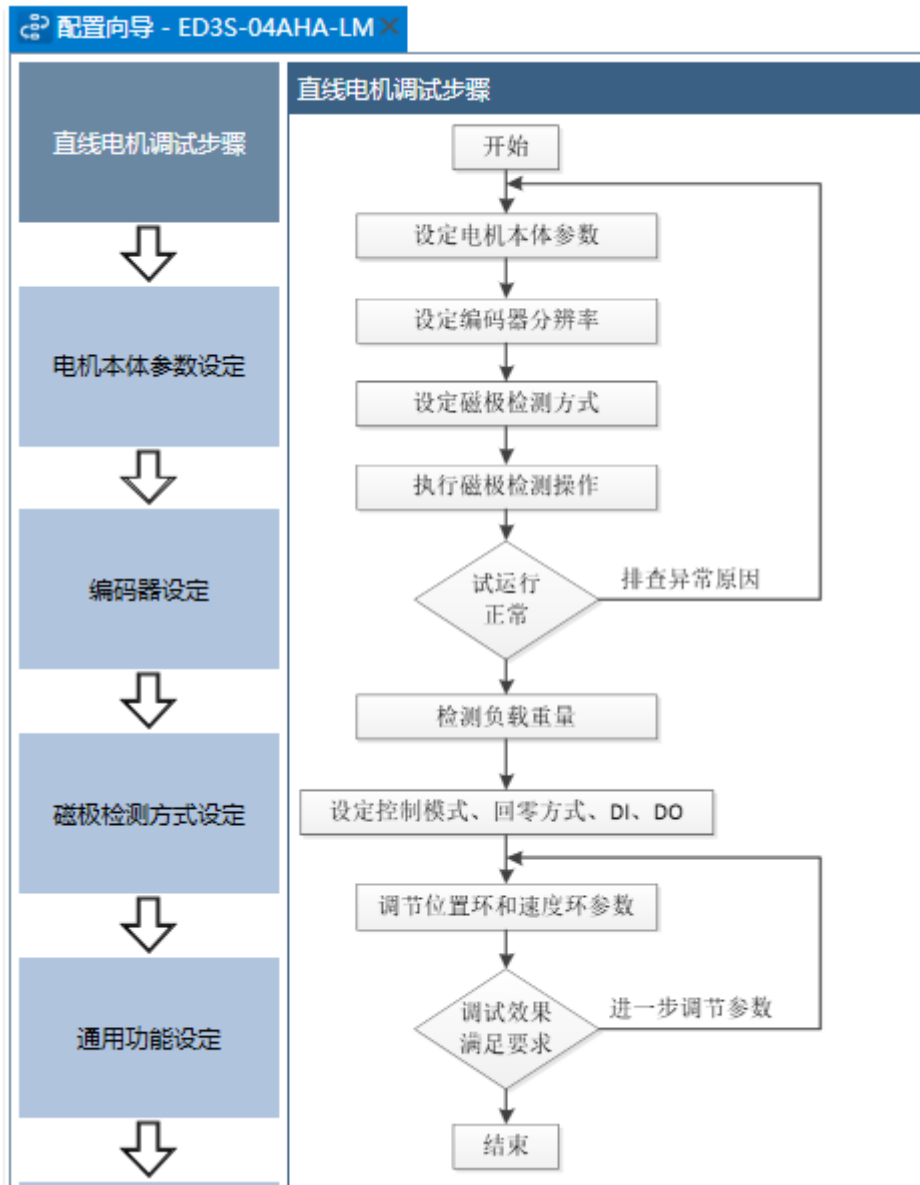 配置向导 - ED3S-04AHA-LM
直线电机调试步骤
电机本体参数设定
编码器设定
磁极检测方式设定
通用功能设定
直线电机调试步骤
开始
设定电机本体参数
设定编码器分辨率
设定磁极检测方式
执行磁极检测操作
试运行
正常
排查异常原因
检测负载重量
设定控制模式、回零方式、DI、DO
调节位置环和速度环参数
调试效果
满足要求
进一步调节参数
结束